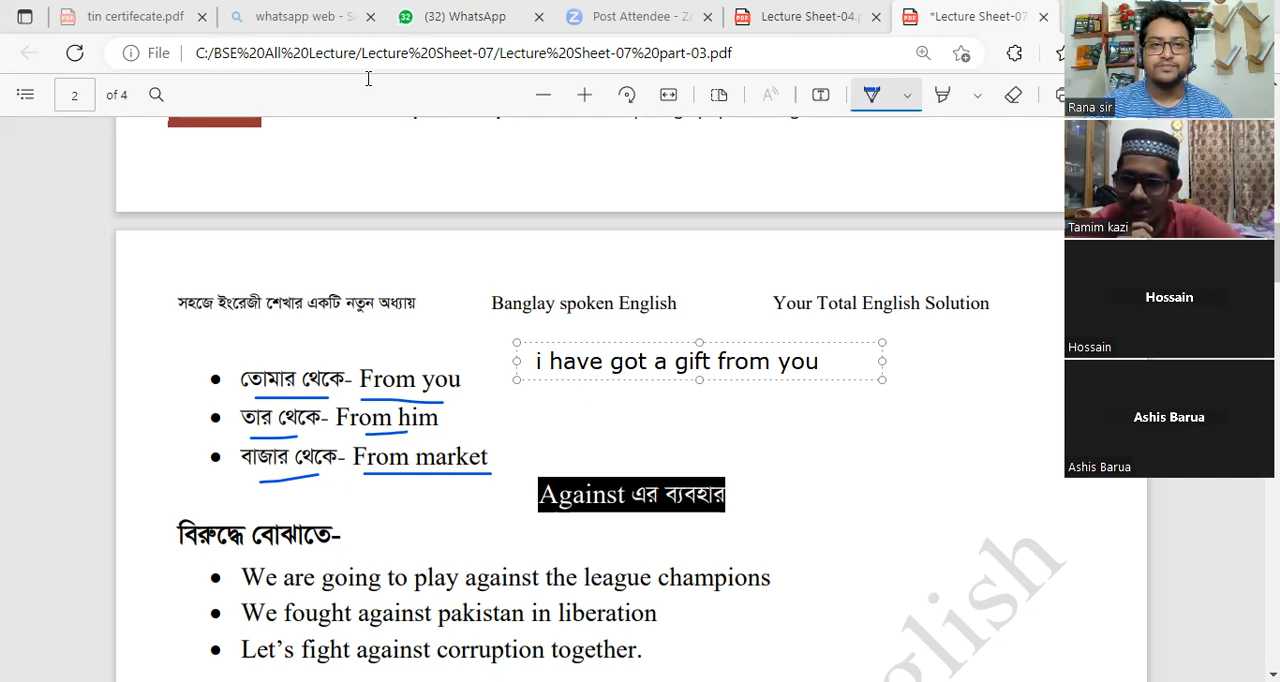 tin certifecate.pdf
whatsapp web - S
(32) WhatsApp
Post Attendee - Z
Lecture Sheet-04.
*Lecture Sheet-07
File
C:/BSE%20All%20Lecture/Lecture%20Sheet-07/Lecture%20Sheet-07%20part-03.pdf
2 of 4
Rana sir
Tamim kazi
Hossain
Hossain
Ashis Barua
Ashis Barua
সহজে ইংরেজী শেখার একটি নতুন অধ্যায়
Banglay spoken English
Your Total English Solution
i have got a gift from you
তোমার থেকে- From you
তার থেকে- From him
বাজার থেকে- From market
Against এর ব্যবহার
বিরুদ্ধে বোঝাতে-
We are going to play against the league champions
We fought against pakistan in liberation
Let's fight against corruption together.
glish